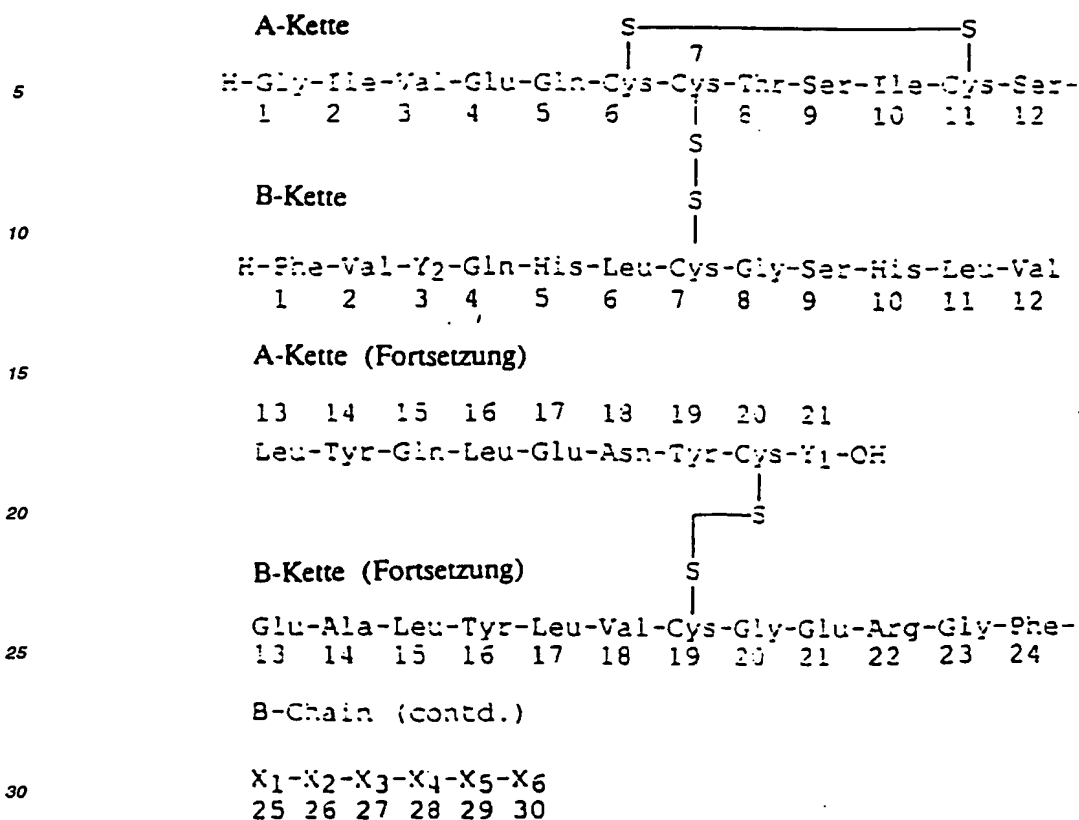 A-Kette
S S
7
5 H-Gly-Ile-Val-Glu-Gln-Cys-Cys-Thr-Ser-Ile-Cys-Ser-
1 2 3 4 5 6 8 9 10 11 12
S
B-Kette S
10
H-Phe-Val-Y2-Gln-His-Leu-Cys-Gly-Ser-His-Leu-Val
1 2 3 4 5 6 7 8 9 10 11 12
A-Kette (Fortsetzung)
15
13 14 15 16 17 18 19 20 21
Leu-Tyr-Gln-Leu-Glu-Asn-Tyr-Cys-Y1-OH
20 S
B-Kette (Fortsetzung) S
Glu-Ala-Leu-Tyr-Leu-Val-Cys-Gly-Glu-Arg-Gly-Phe-
25 13 14 15 16 17 18 19 20 21 22 23 24
B-Chain (contd.)
30 X1-X2-X3-X4-X5-X6
25 26 27 28 29 30